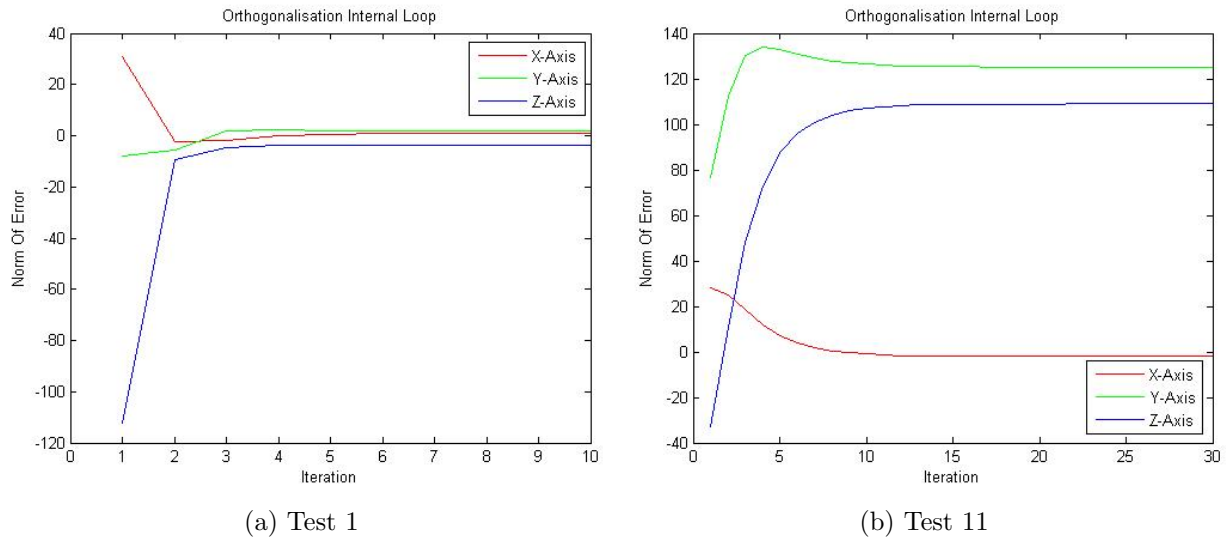 Orthogonalisation Internal Loop
40
20
0
-20
-40
-60
-80
-100
-120
Norm Of Error
X-Axis
Y-Axis
Z-Axis
0 1 2 3 4 5 6 7 8 9 10
Iteration
(a) Test 1
Orthogonalisation Internal Loop
140
120
100
80
60
40
20
0
-20
-40
Norm Of Error
X-Axis
Y-Axis
Z-Axis
0 5 10 15 20 25 30
Iteration
(b) Test 11